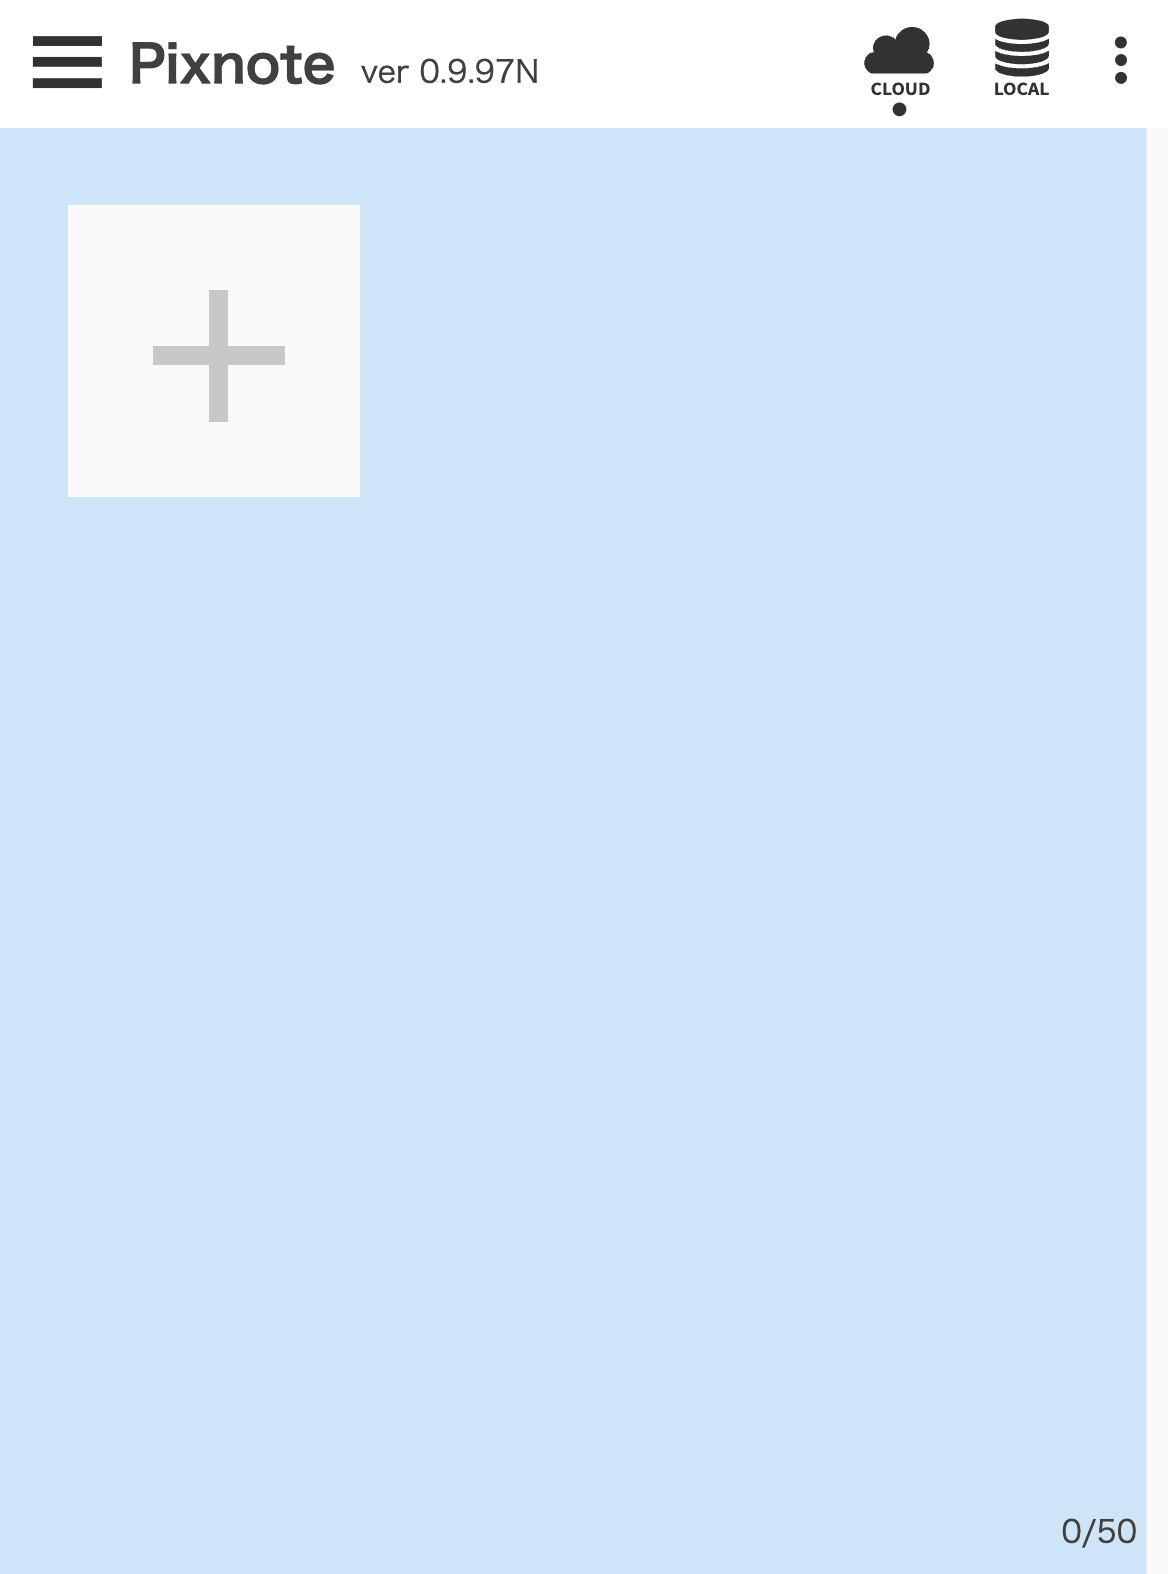 Pixnote ver 0.9.97N
CLOUD
LOCAL
0/50